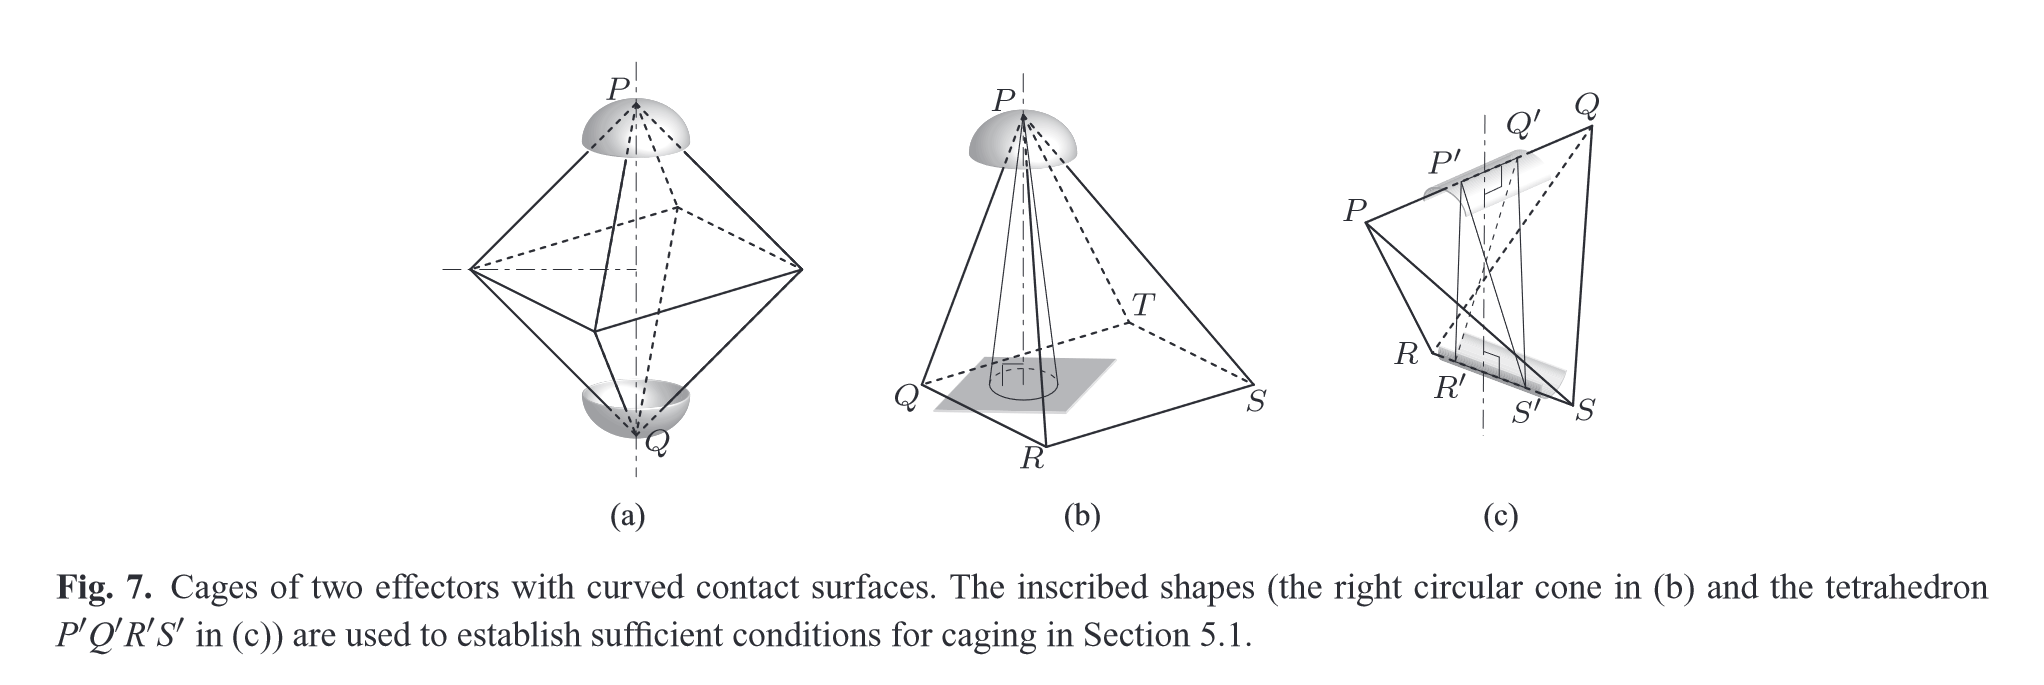 P
Q
(a)
P
T
Q
S
R
(b)
Q
Q′
P′
P
R
R′
S′
S
(c)
Fig. 7. Cages of two effectors with curved contact surfaces. The inscribed shapes (the right circular cone in (b) and the tetrahedron
P′Q′R′S′ in (c)) are used to establish sufficient conditions for caging in Section 5.1.